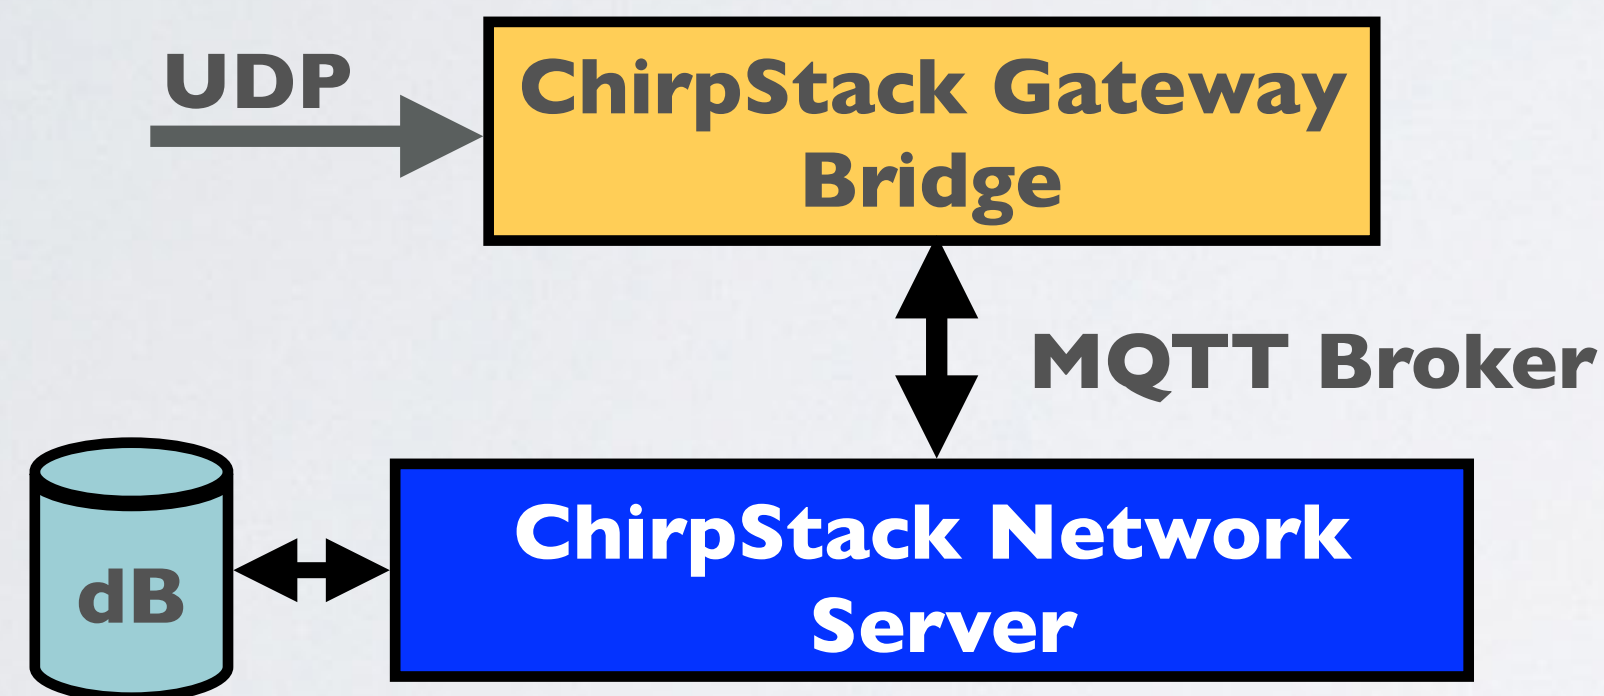 UDP
ChirpStack Gateway
Bridge
MQTT Broker
dB
ChirpStack Network
Server